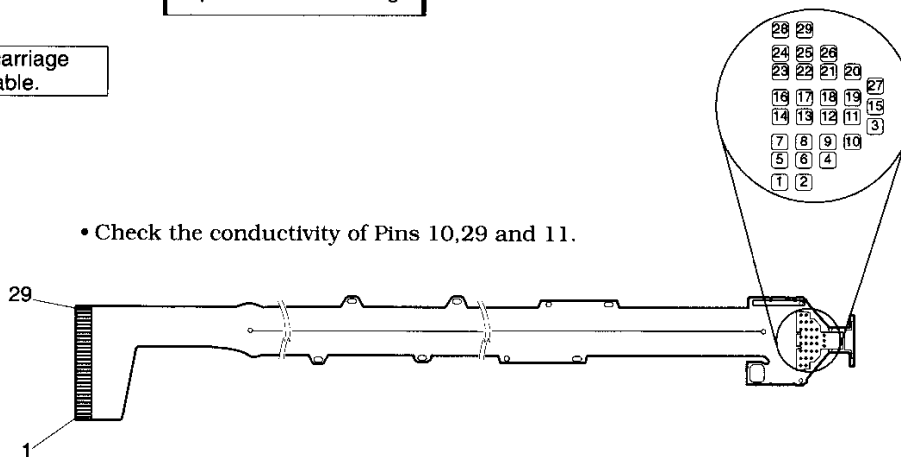 arriage
able.
28 29
24 25 26
23 22 21 20
27
16 17 18 19
15
14 13 12 11
3
7 8 9 10
5 6 4
1 2
• Check the conductivity of Pins 10,29 and 11.
29
1